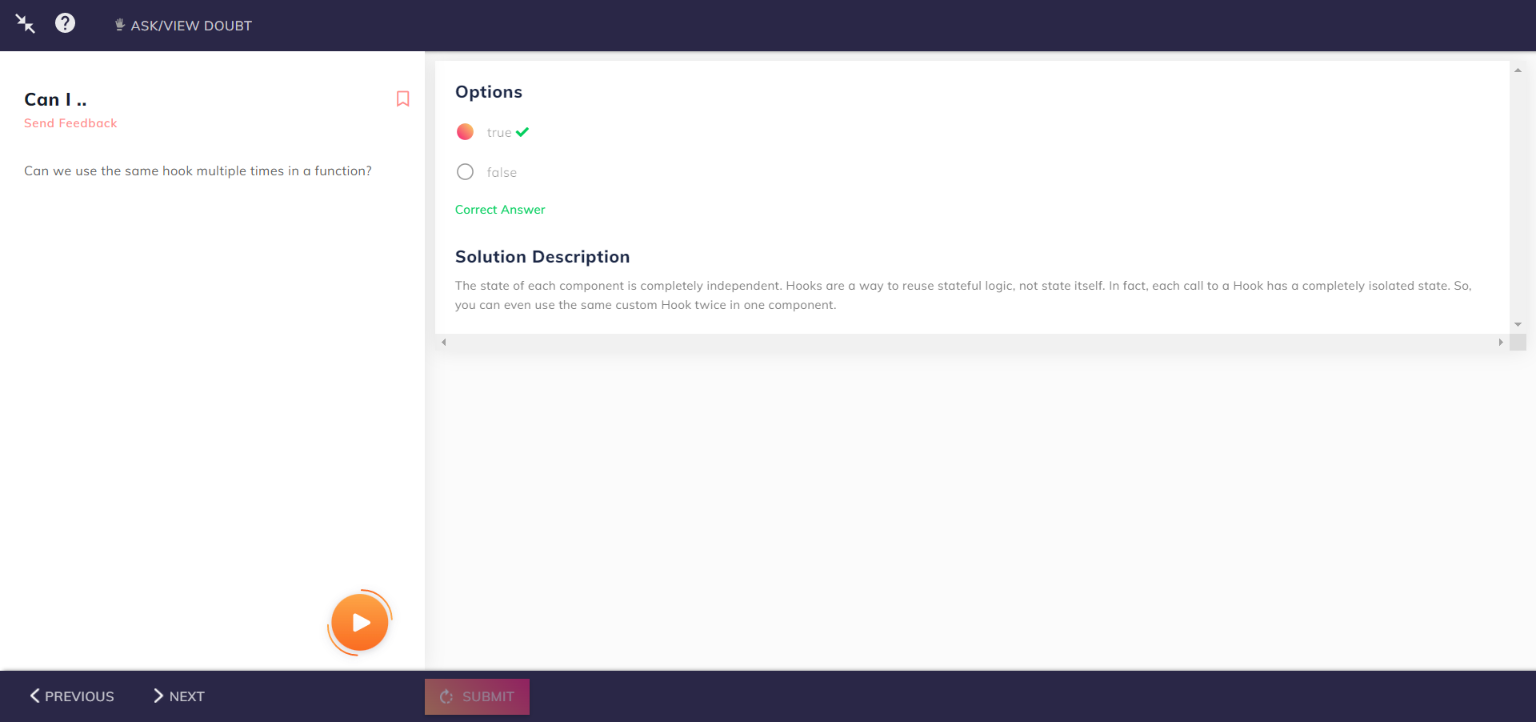 ASK/VIEW DOUBT
Can I ..
Send Feedback
Can we use the same hook multiple times in a function?
Options
true
false
Correct Answer
Solution Description
The state of each component is completely independent. Hooks are a way to reuse stateful logic, not state itself. In fact, each call to a Hook has a completely isolated state. So,
you can even use the same custom Hook twice in one component.
PREVIOUS
NEXT
SUBMIT